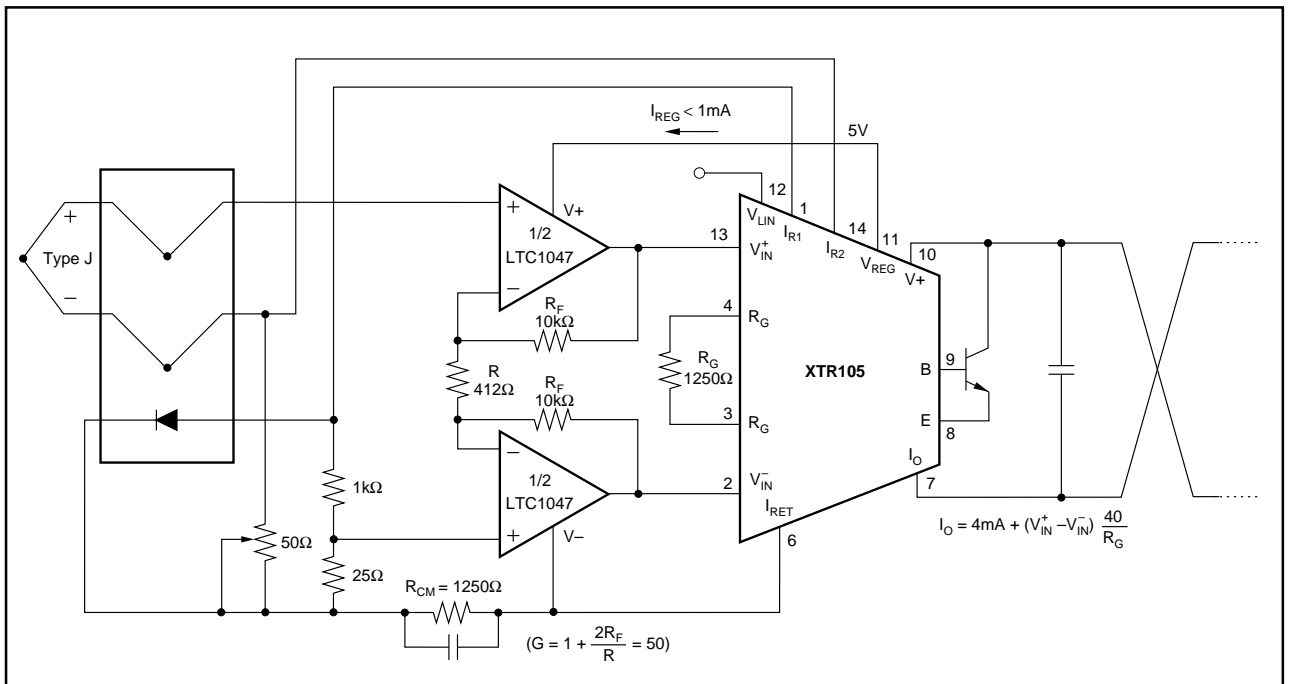 I_REG < 1mA
5V
12
1
14
11
10
V_LIN
I_R1
I_R2
V_REG
V+
+
Type J
−
+
V+
1/2
LTC1047
−
13
V_IN^+
R_F
10kΩ
4
R_G
R_G
1250Ω
XTR105
B
9
R
412Ω
R_F
10kΩ
3
R_G
E
8
−
1/2
LTC1047
+
V−
2
V_IN^−
I_RET
6
I_O
7
1kΩ
50Ω
25Ω
R_CM = 1250Ω
I_O = 4mA + (V_IN^+ −V_IN^−) 40/R_G
(G = 1 + 2R_F/R = 50)